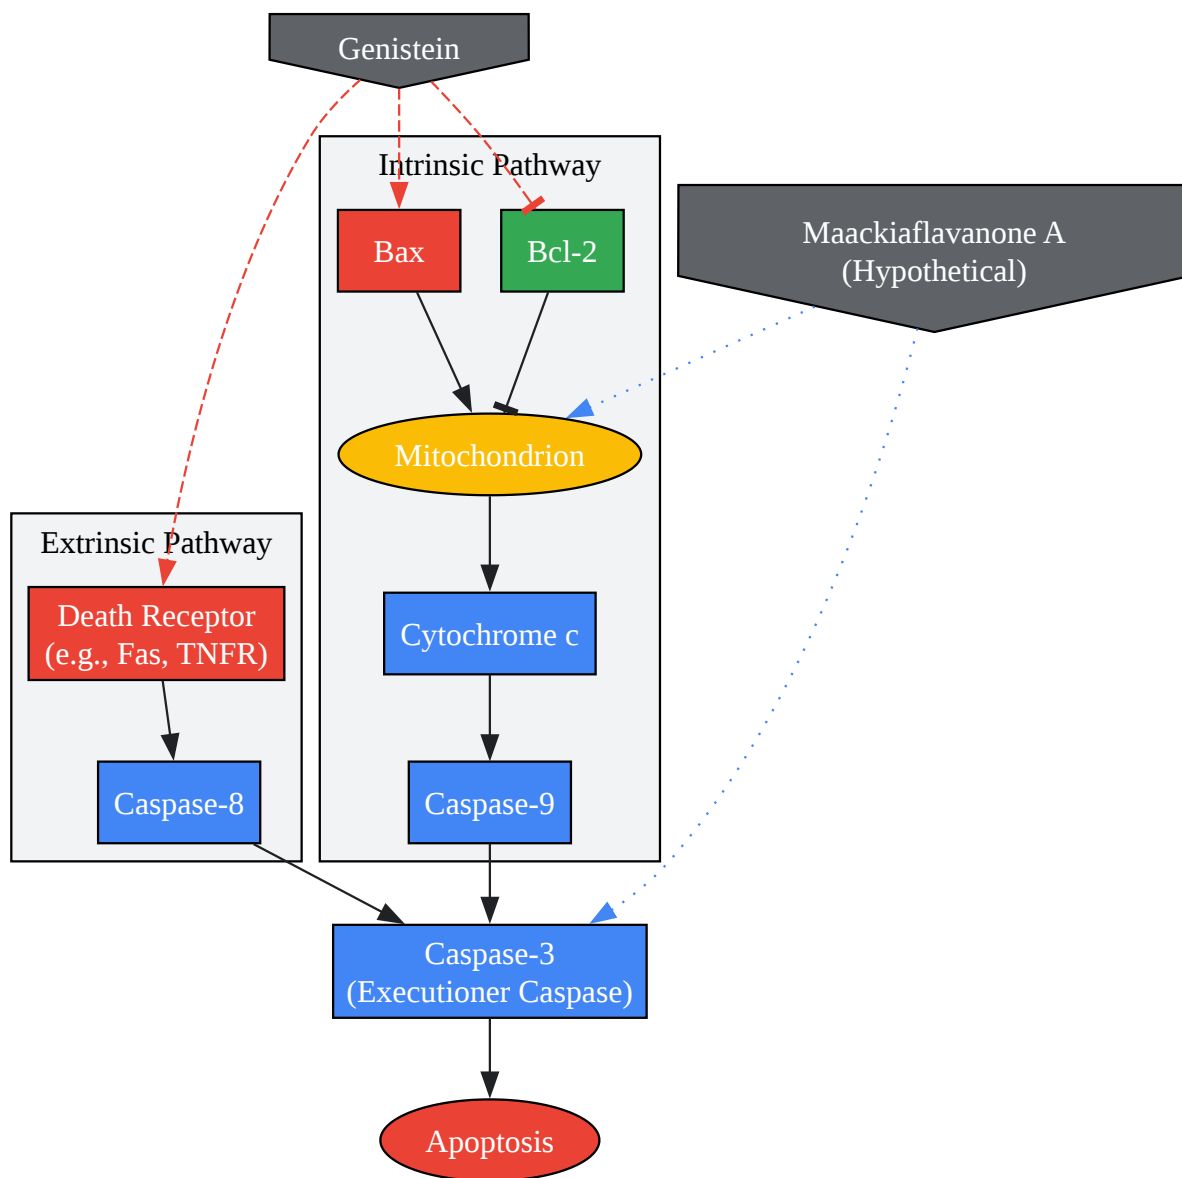 Genistein
Intrinsic Pathway
Bax
Bcl-2
Maackiaflavanone A
(Hypothetical)
Mitochondrion
Extrinsic Pathway
Death Receptor
(e.g., Fas, TNFR)
Cytochrome c
Caspase-8
Caspase-9
Caspase-3
(Executioner Caspase)
Apoptosis